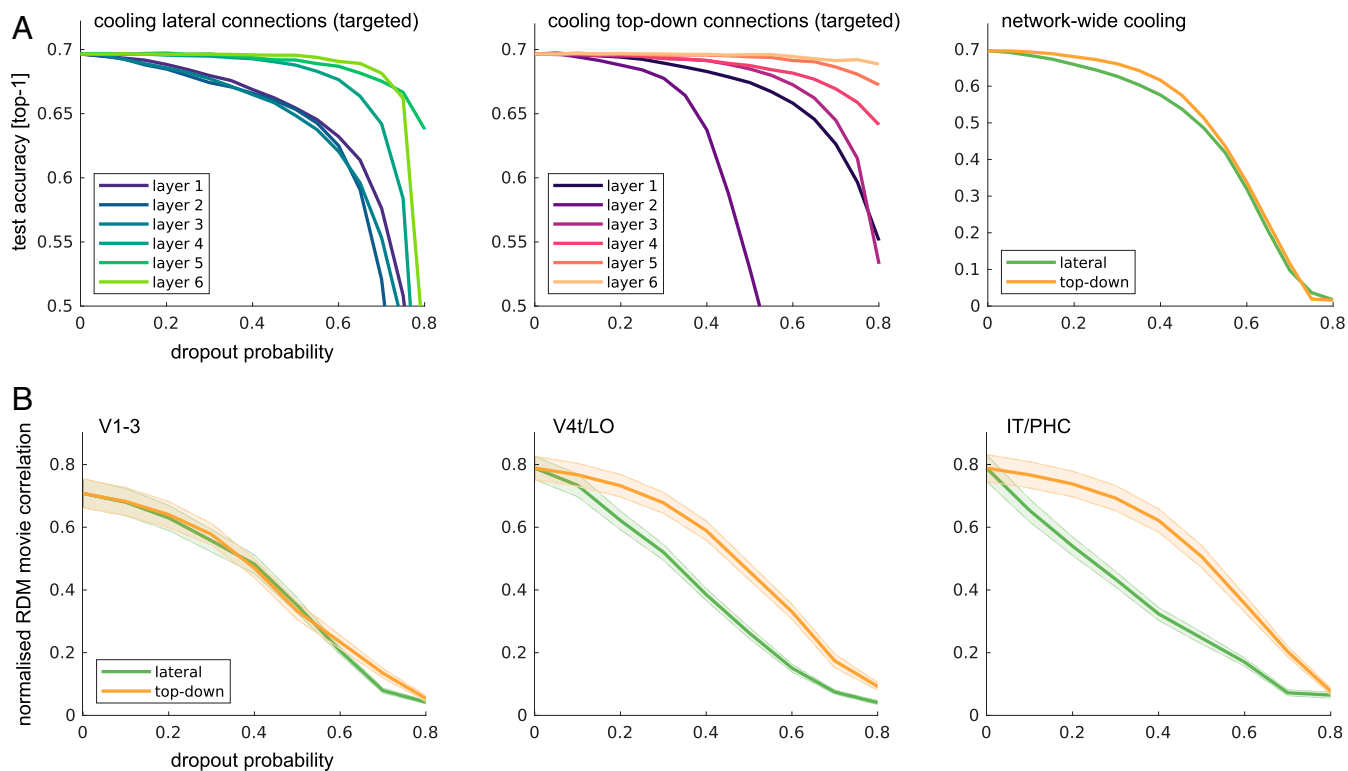 A
cooling lateral connections (targeted)
cooling top-down connections (targeted)
network-wide cooling
test accuracy [top-1]
0.7
0.65
0.6
0.55
0.5
layer 1
layer 2
layer 3
layer 4
layer 5
layer 6
0 0.2 0.4 0.6 0.8
dropout probability
0.7
0.65
0.6
0.55
0.5
layer 1
layer 2
layer 3
layer 4
layer 5
layer 6
0 0.2 0.4 0.6 0.8
0.7
0.6
0.5
0.4
0.3
0.2
0.1
0
lateral
top-down
0 0.2 0.4 0.6 0.8
B
V1-3
V4t/LO
IT/PHC
normalised RDM movie correlation
0.8
0.6
0.4
0.2
0
lateral
top-down
0 0.2 0.4 0.6 0.8
dropout probability
0.8
0.6
0.4
0.2
0
0 0.2 0.4 0.6 0.8
0.8
0.6
0.4
0.2
0
0 0.2 0.4 0.6 0.8